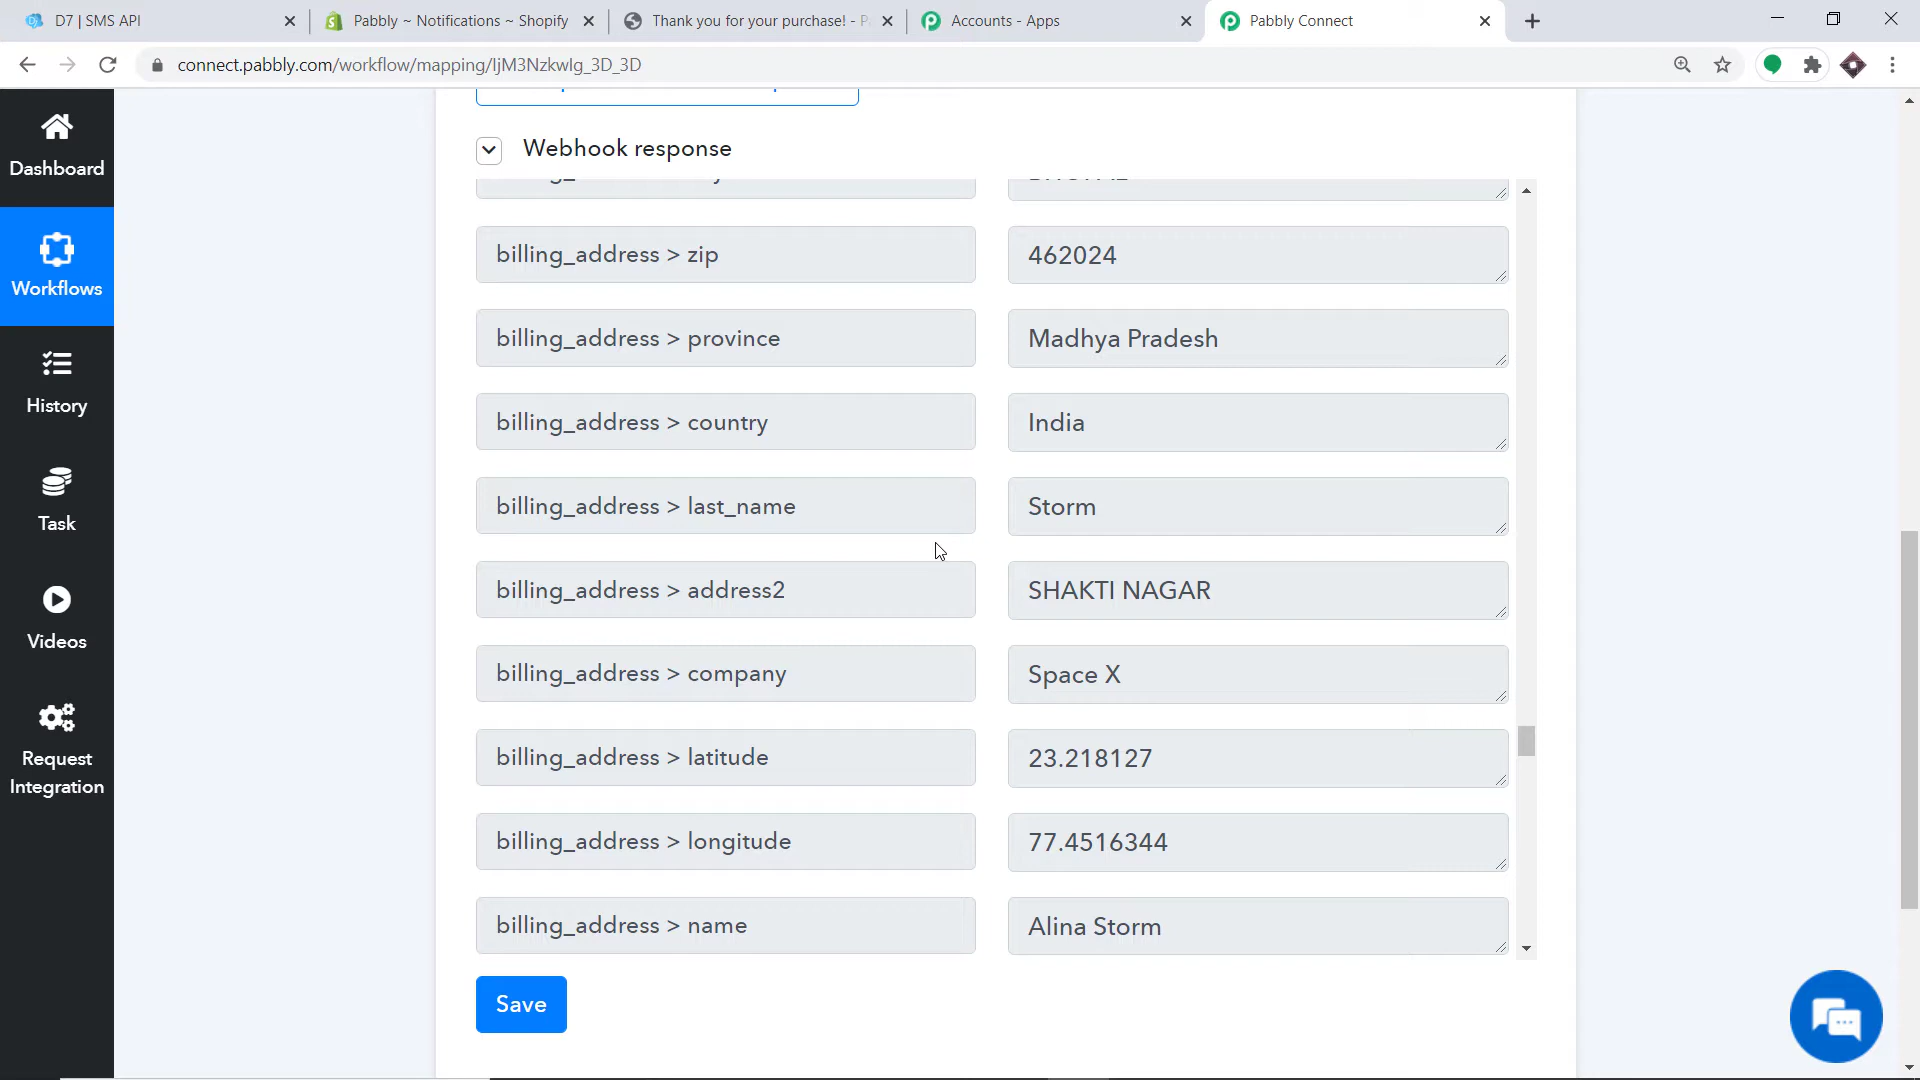 D7 | SMS API
Pabbly ~ Notifications ~ Shopify
Thank you for your purchase! - P
Accounts - Apps
Pabbly Connect
connect.pabbly.com/workflow/mapping/IjM3NzkwIg_3D_3D
Dashboard
Workflows
History
Task
Videos
Request
Integration
Webhook response
billing_address > zip
462024
billing_address > province
Madhya Pradesh
billing_address > country
India
billing_address > last_name
Storm
billing_address > address2
SHAKTI NAGAR
billing_address > company
Space X
billing_address > latitude
23.218127
billing_address > longitude
77.4516344
billing_address > name
Alina Storm
Save